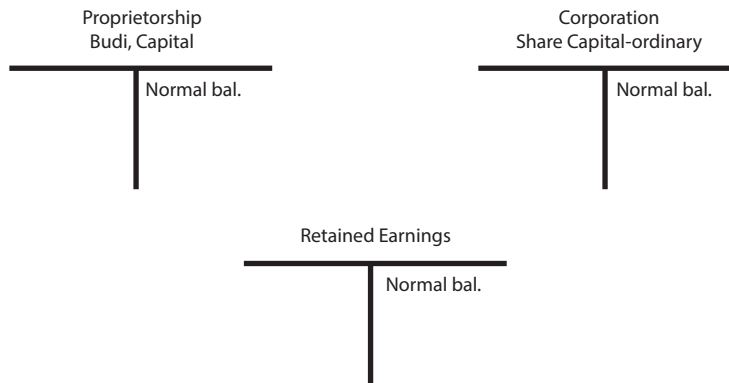 Proprietorship
Budi, Capital
Normal bal.
Corporation
Share Capital-ordinary
Normal bal.
Retained Earnings
Normal bal.